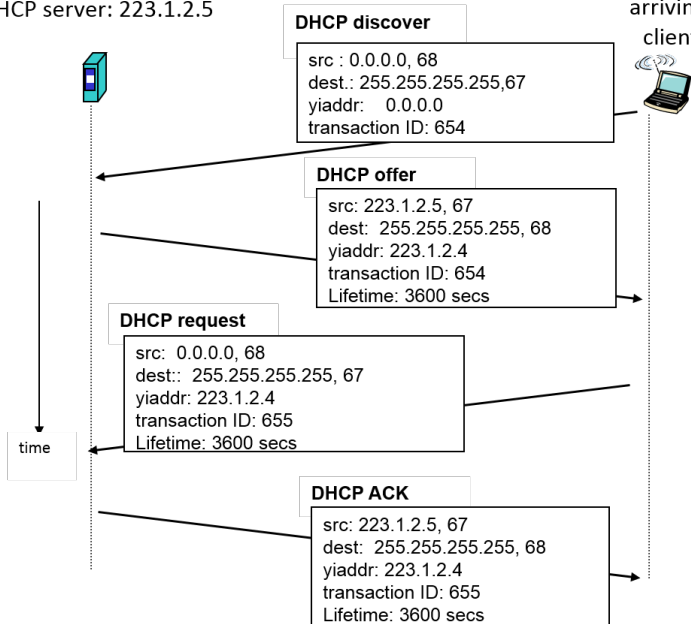 server: 223.1.2.5
DHCP discover
src : 0.0.0.0, 68
dest.: 255.255.255.255,67
yiaddr: 0.0.0.0
transaction ID: 654
client
DHCP offer
src: 223.1.2.5, 67
dest: 255.255.255.255, 68
yiaddr: 223.1.2.4
transaction ID: 654
Lifetime: 3600 secs
DHCP request
src: 0.0.0.0, 68
dest:: 255.255.255.255, 67
yiaddr: 223.1.2.4
transaction ID: 655
Lifetime: 3600 secs
time
DHCP ACK
src: 223.1.2.5, 67
dest: 255.255.255.255, 68
yiaddr: 223.1.2.4
transaction ID: 655
Lifetime: 3600 secs